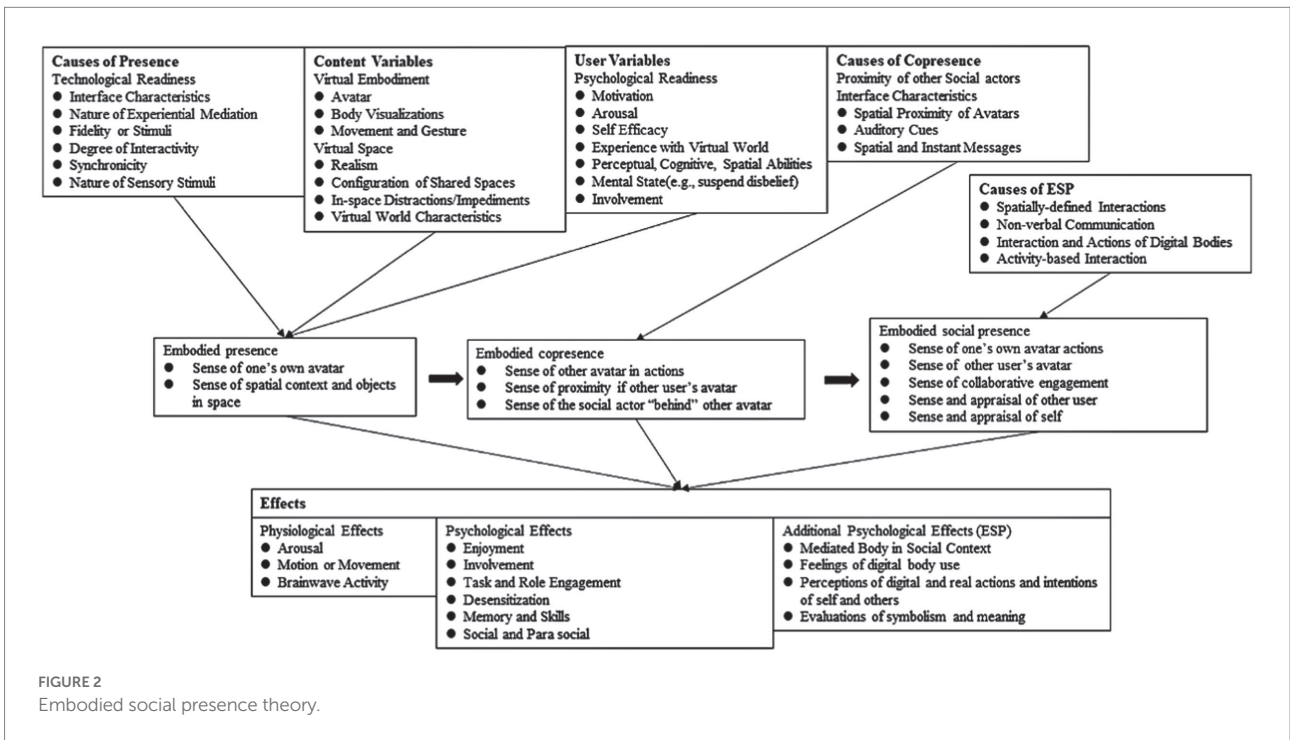 Causes of Presence
Technological Readiness
● Interface Characteristics
● Nature of Experiential Mediation
● Fidelity or Stimuli
● Degree of Interactivity
● Synchronicity
● Nature of Sensory Stimuli
Content Variables
Virtual Embodiment
● Avatar
● Body Visualizations
● Movement and Gesture
Virtual Space
● Realism
● Configuration of Shared Spaces
● In-space Distractions/Impediments
● Virtual World Characteristics
User Variables
Psychological Readiness
● Motivation
● Arousal
● Self Efficacy
● Experience with Virtual World
● Perceptual, Cognitive, Spatial Abilities
● Mental State(e.g., suspend disbelief)
● Involvement
Causes of Copresence
Proximity of other Social actors
Interface Characteristics
● Spatial Proximity of Avatars
● Auditory Cues
● Spatial and Instant Messages
Causes of ESP
● Spatially-defined Interactions
● Non-verbal Communication
● Interaction and Actions of Digital Bodies
● Activity-based Interaction
Embodied presence
● Sense of one's own avatar
● Sense of spatial context and objects
in space
Embodied copresence
● Sense of other avatar in actions
● Sense of proximity if other user's avatar
● Sense of the social actor "behind" other avatar
Embodied social presence
● Sense of one's own avatar actions
● Sense of other user's avatar
● Sense of collaborative engagement
● Sense and appraisal of other user
● Sense and appraisal of self
Effects
Physiological Effects
● Arousal
● Motion or Movement
● Brainwave Activity
Psychological Effects
● Enjoyment
● Involvement
● Task and Role Engagement
● Desensitization
● Memory and Skills
● Social and Para social
Additional Psychological Effects (ESP)
● Mediated Body in Social Context
● Feelings of digital body use
● Perceptions of digital and real actions and intentions
of self and others
● Evaluations of symbolism and meaning
FIGURE 2
Embodied social presence theory.